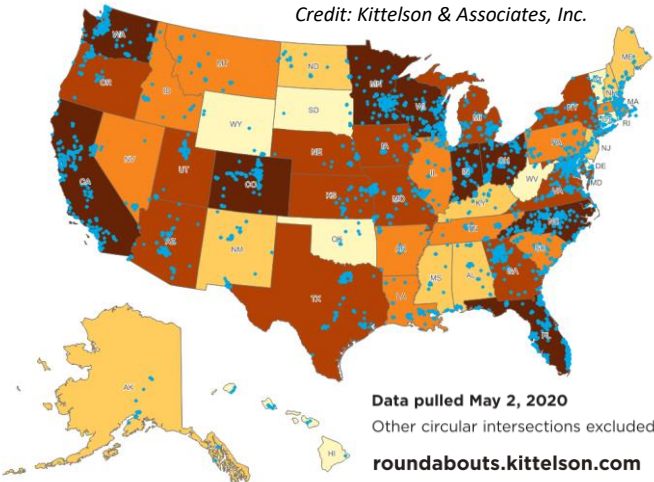 Credit: Kittelson & Associates, Inc.
WA
MT
ND
MN
ME
OR
ID
WY
SD
WI
MI
NY
NH
MA
RI
NV
UT
CO
NE
IA
IL
IN
OH
PA
NJ
DE
MD
CA
AZ
NM
KS
MO
KY
WV
VA
OK
AR
TN
NC
SC
TX
LA
MS
AL
GA
FL
AK
HI
Data pulled May 2, 2020
Other circular intersections excluded
roundabouts.kittelson.com